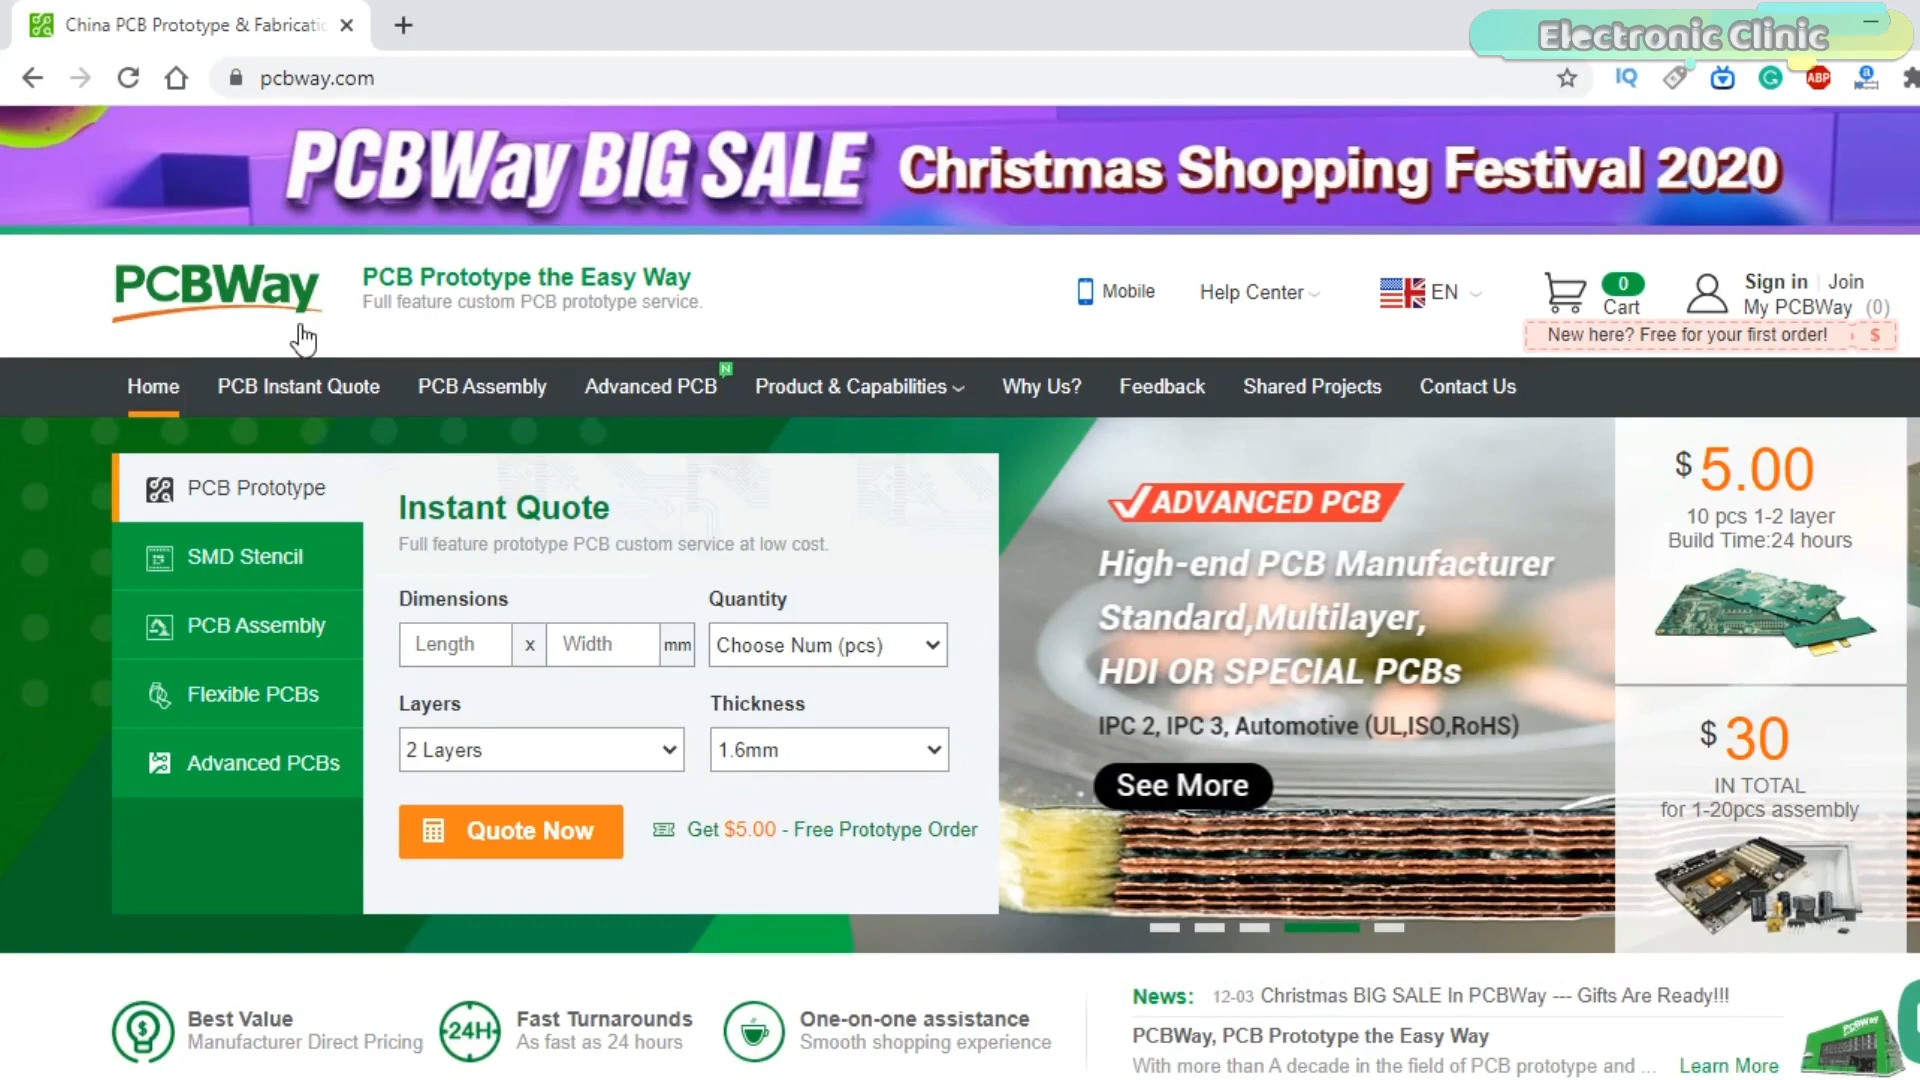 China PCB Prototype & Fabricatio
Electronic Clinic
pcbway.com
IQ
G
ABP
a
PCBWay BIG SALE Christmas Shopping Festival 2020
PCBWay
PCB Prototype the Easy Way
Full feature custom PCB prototype service.
Mobile
Help Center
EN
0
Cart
Sign in | Join
My PCBWay (0)
New here? Free for your first order! $
Home
PCB Instant Quote
PCB Assembly
Advanced PCB
N
Product & Capabilities
Why Us?
Feedback
Shared Projects
Contact Us
PCB Prototype
SMD Stencil
PCB Assembly
Flexible PCBs
Advanced PCBs
Instant Quote
Full feature prototype PCB custom service at low cost.
Dimensions
Quantity
Length x Width mm
Choose Num (pcs)
Layers
Thickness
2 Layers
1.6mm
Quote Now
Get $5.00 - Free Prototype Order
ADVANCED PCB
High-end PCB Manufacturer
Standard,Multilayer,
HDI OR SPECIAL PCBs
IPC 2, IPC 3, Automotive (UL,ISO,RoHS)
See More
$ 5.00
10 pcs 1-2 layer
Build Time:24 hours
$ 30
IN TOTAL
for 1-20pcs assembly
$
Best Value
Manufacturer Direct Pricing
24H
Fast Turnarounds
As fast as 24 hours
One-on-one assistance
Smooth shopping experience
News: 12-03 Christmas BIG SALE In PCBWay --- Gifts Are Ready!!!
PCBWay, PCB Prototype the Easy Way
With more than A decade in the field of PCB prototype and ... Learn More
PCBWay